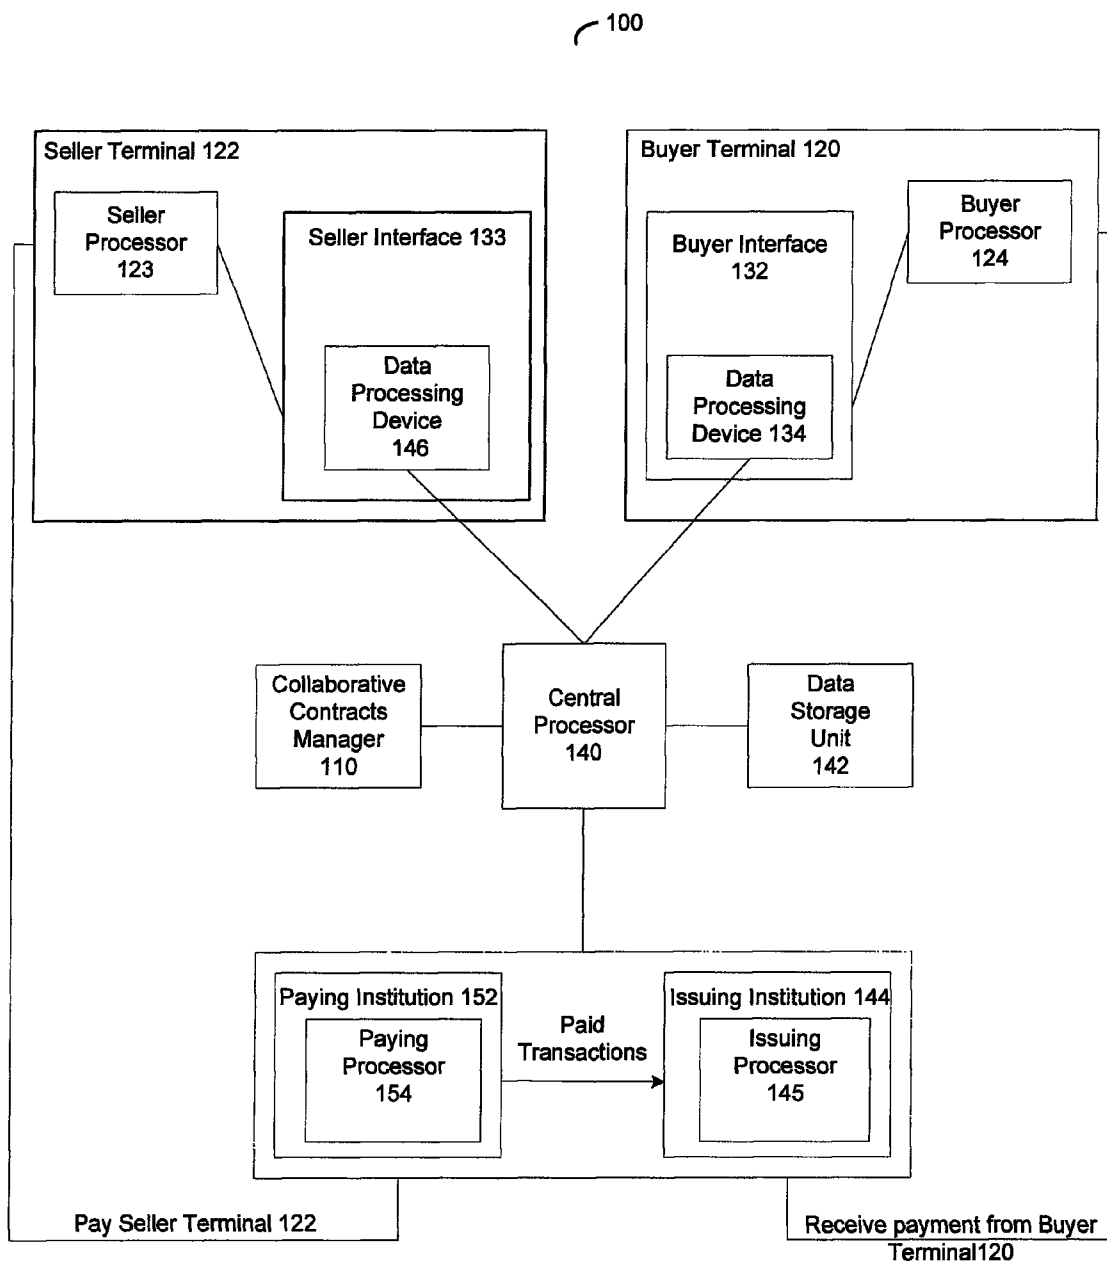 100
Seller Terminal 122
Seller
Processor
123
Seller Interface 133
Data
Processing
Device
146
Buyer Terminal 120
Buyer Interface
132
Data
Processing
Device 134
Buyer
Processor
124
Collaborative
Contracts
Manager
110
Central
Processor
140
Data
Storage
Unit
142
Paying Institution 152
Paying
Processor
154
Paid
Transactions
Issuing Institution 144
Issuing
Processor
145
Pay Seller Terminal 122
Receive payment from Buyer
Terminal120